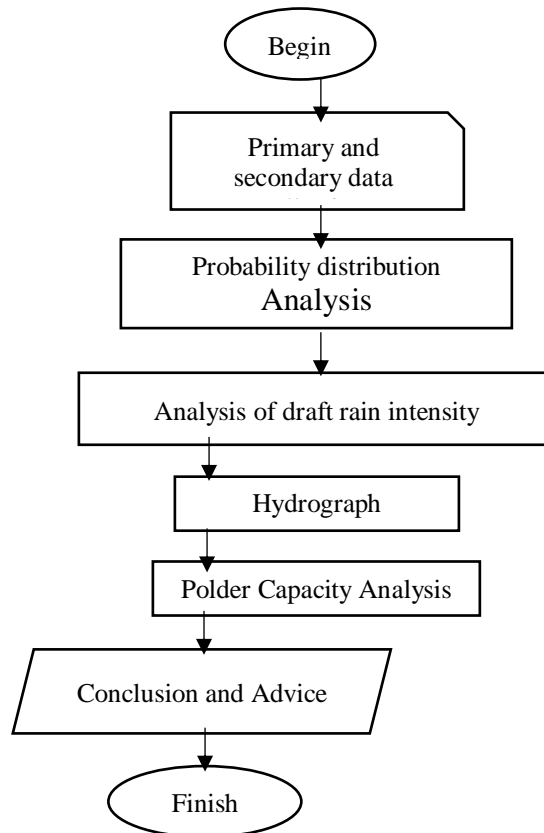 Begin
Primary and
secondary data
Probability distribution
Analysis
Analysis of draft rain intensity
Hydrograph
Polder Capacity Analysis
Conclusion and Advice
Finish